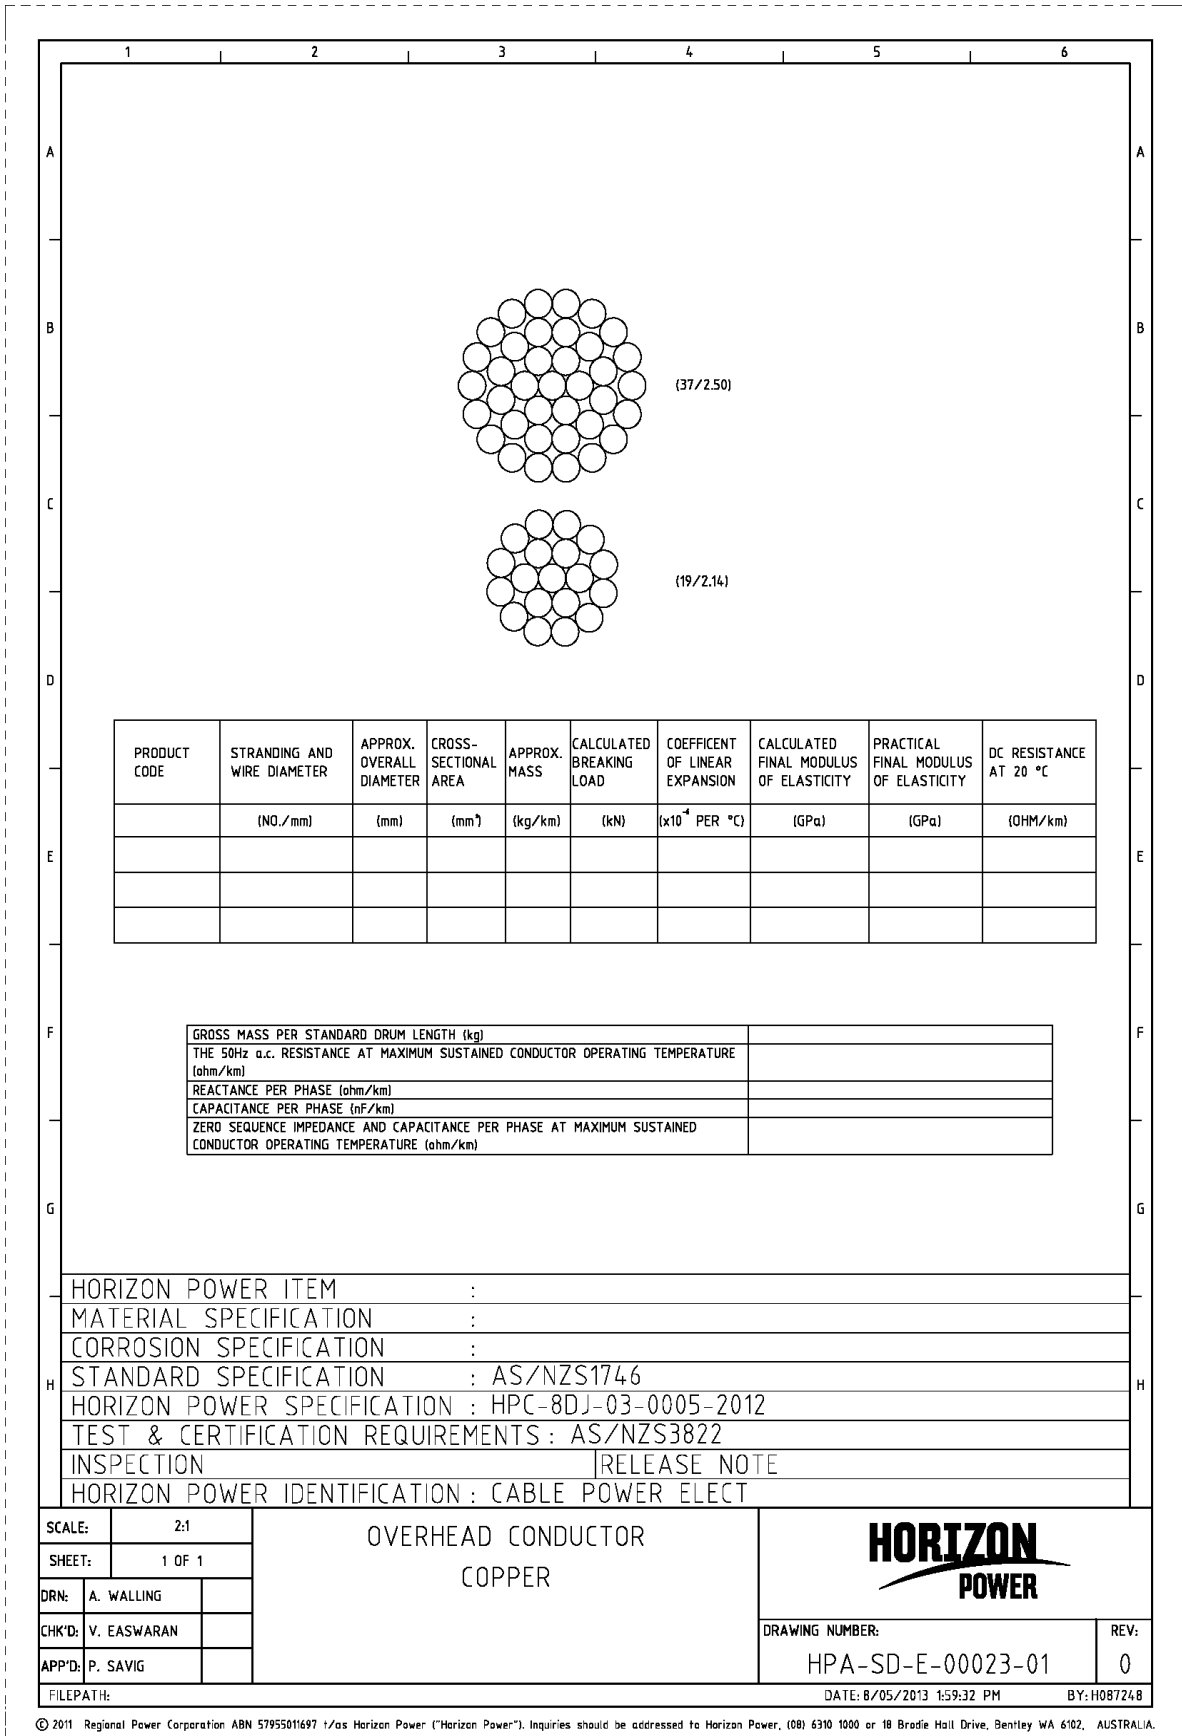 1 2 3 4 5 6
A A
B B
(37/2.50)
C C
(19/2.14)
D D
PRODUCT CODE
STRANDING AND WIRE DIAMETER
APPROX. OVERALL DIAMETER
CROSS-SECTIONAL AREA
APPROX. MASS
CALCULATED BREAKING LOAD
COEFFICENT OF LINEAR EXPANSION
CALCULATED FINAL MODULUS OF ELASTICITY
PRACTICAL FINAL MODULUS OF ELASTICITY
DC RESISTANCE AT 20 °C
(NO./mm) (mm) (mm²) (kg/km) (kN) (x10⁻⁶ PER °C) (GPa) (GPa) (OHM/km)
E E
F F
GROSS MASS PER STANDARD DRUM LENGTH (kg)
THE 50Hz a.c. RESISTANCE AT MAXIMUM SUSTAINED CONDUCTOR OPERATING TEMPERATURE
(ohm/km)
REACTANCE PER PHASE (ohm/km)
CAPACITANCE PER PHASE (nF/km)
ZERO SEQUENCE IMPEDANCE AND CAPACITANCE PER PHASE AT MAXIMUM SUSTAINED
CONDUCTOR OPERATING TEMPERATURE (ohm/km)
G G
HORIZON POWER ITEM :
MATERIAL SPECIFICATION :
CORROSION SPECIFICATION :
STANDARD SPECIFICATION : AS/NZS1746
H H
HORIZON POWER SPECIFICATION : HPC-8DJ-03-0005-2012
TEST & CERTIFICATION REQUIREMENTS : AS/NZS3822
INSPECTION RELEASE NOTE
HORIZON POWER IDENTIFICATION : CABLE POWER ELECT
SCALE: 2:1
SHEET: 1 OF 1
DRN: A. WALLING
CHK'D: V. EASWARAN
APP'D: P. SAVIG
OVERHEAD CONDUCTOR
COPPER
HORIZON
POWER
DRAWING NUMBER: REV:
HPA-SD-E-00023-01 0
FILEPATH: DATE: 8/05/2013 1:59:32 PM BY: H087248
© 2011 Regional Power Corporation ABN 57955011697 t/as Horizon Power ("Horizon Power"). Inquiries should be addressed to Horizon Power, (08) 6310 1000 or 18 Brodie Hall Drive, Bentley WA 6102, AUSTRALIA.